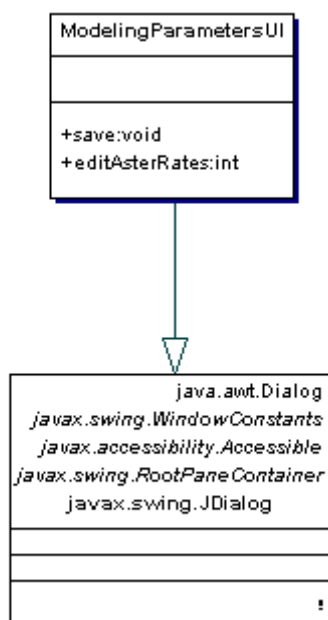 ModelingParametersUI
+save:void
+editAsterRates:int
java.awt.Dialog
javax.swing.WindowConstants
javax.accessibility.Accessible
javax.swing.RootPaneContainer
javax.swing.JDialog